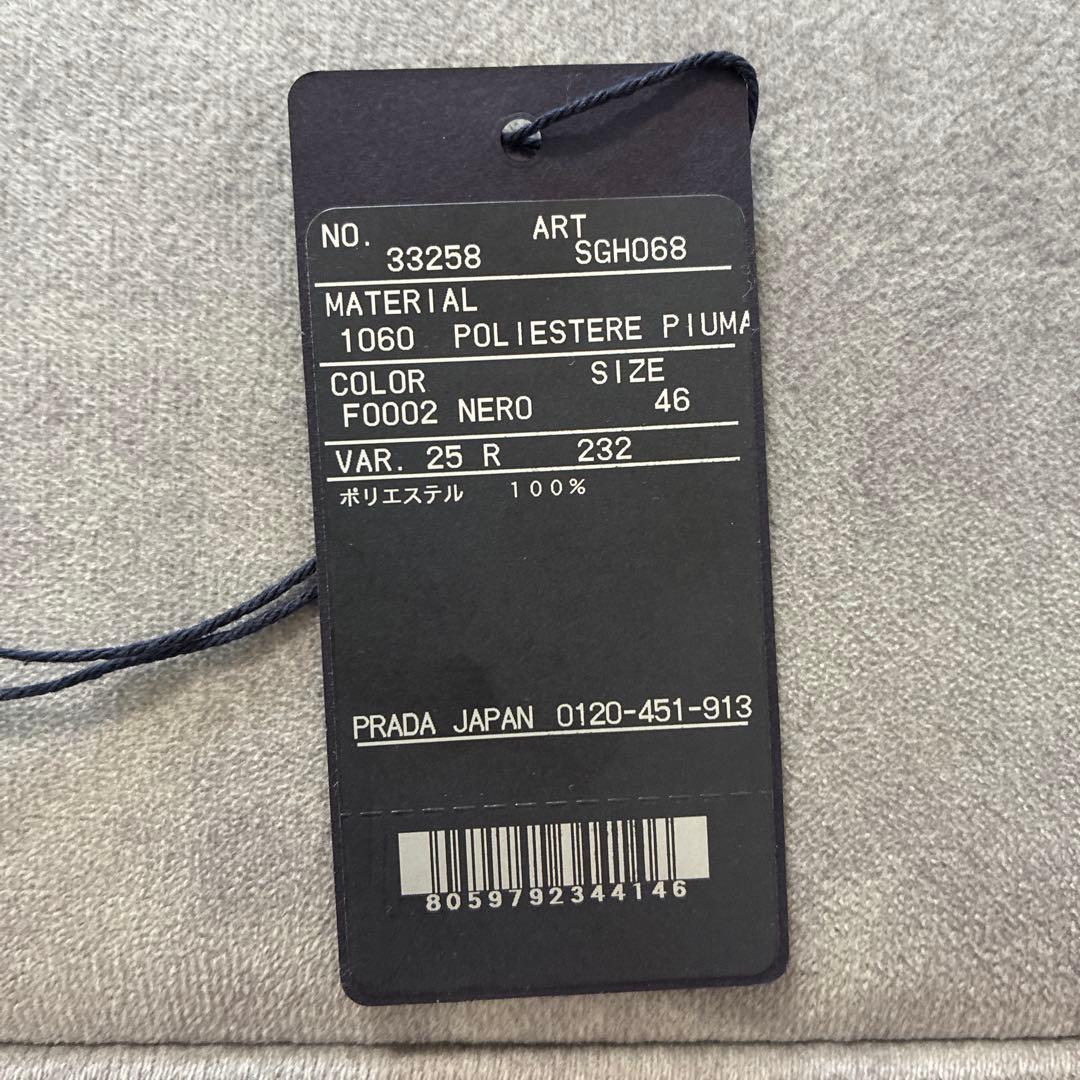 NO. ART
33258 SGH068
MATERIAL
1060 POLIESTERE PIUMA
COLOR SIZE
F0002 NERO 46
VAR. 25 R 232
ポリエステル 100%
PRADA JAPAN 0120-451-913
8059792344146